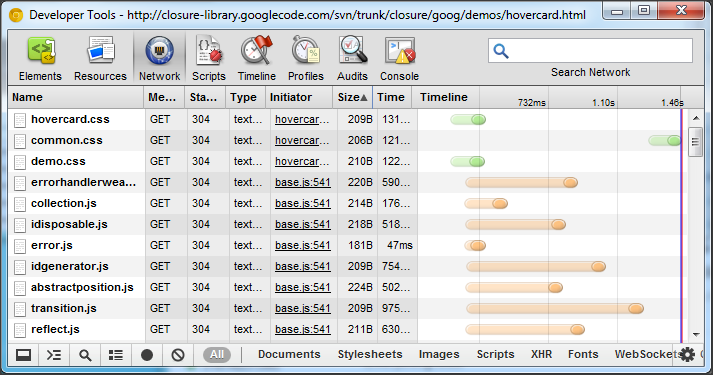 Developer Tools - http://closure-library.googlecode.com/svn/trunk/closure/goog/demos/hovercard.html
Elements Resources Network Scripts Timeline Profiles Audits Console Search Network
Name Me... Sta... Type Initiator Size▲ Time Timeline 732ms 1.10s 1.46s
hovercard.css GET 304 text... hovercar... 209B 131...
common.css GET 304 text... hovercar... 206B 121...
demo.css GET 304 text... hovercar... 210B 122...
errorhandlerwea... GET 304 text... base.js:541 220B 590...
collection.js GET 304 text... base.js:541 214B 176...
idisposable.js GET 304 text... base.js:541 218B 518...
error.js GET 304 text... base.js:541 181B 47ms
idgenerator.js GET 304 text... base.js:541 209B 754...
abstractposition.js GET 304 text... base.js:541 224B 502...
transition.js GET 304 text... base.js:541 209B 975...
reflect.js GET 304 text... base.js:541 211B 630...
All Documents Stylesheets Images Scripts XHR Fonts WebSockets